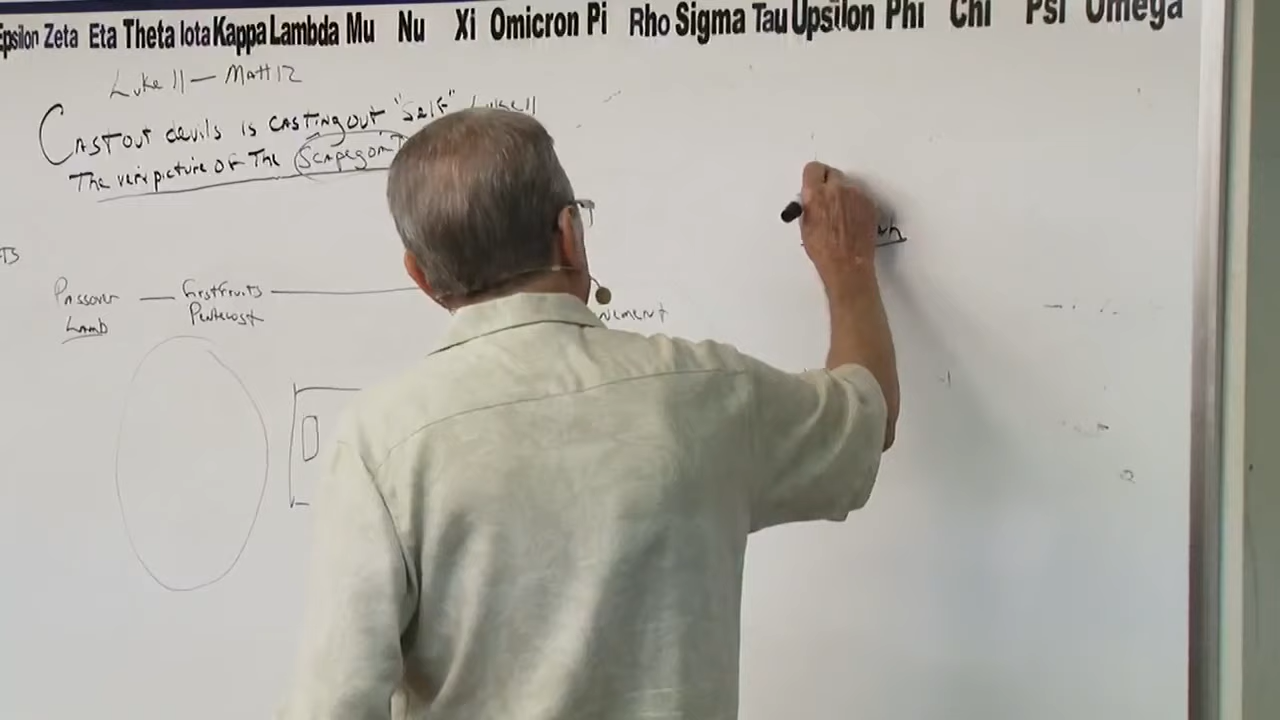 Epsilon Zeta Eta Theta Iota Kappa Lambda Mu Nu Xi Omicron Pi Rho Sigma Tau Upsilon Phi Chi Psi Omega
Luke 11 — Matt 12
Cast out devils is casting out "Self" Luke 11
The very picture of the Scapegoat
Passover — Firstfruits
Pentecost
Lamb